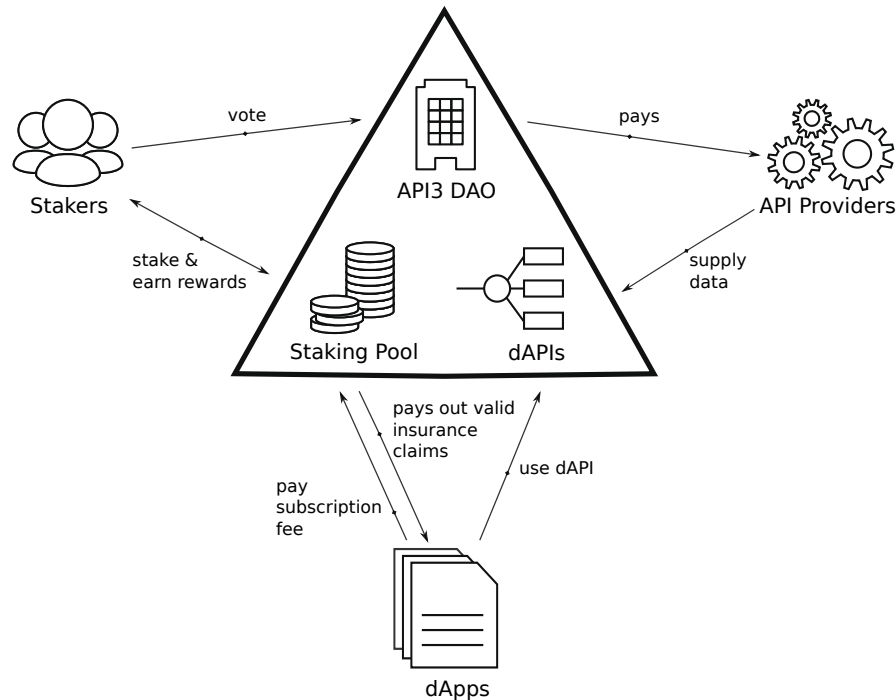 vote
pays
API3 DAO
Stakers
API Providers
stake &
earn rewards
supply
data
Staking Pool
dAPIs
pays out valid
insurance
claims
use dAPI
pay
subscription
fee
dApps